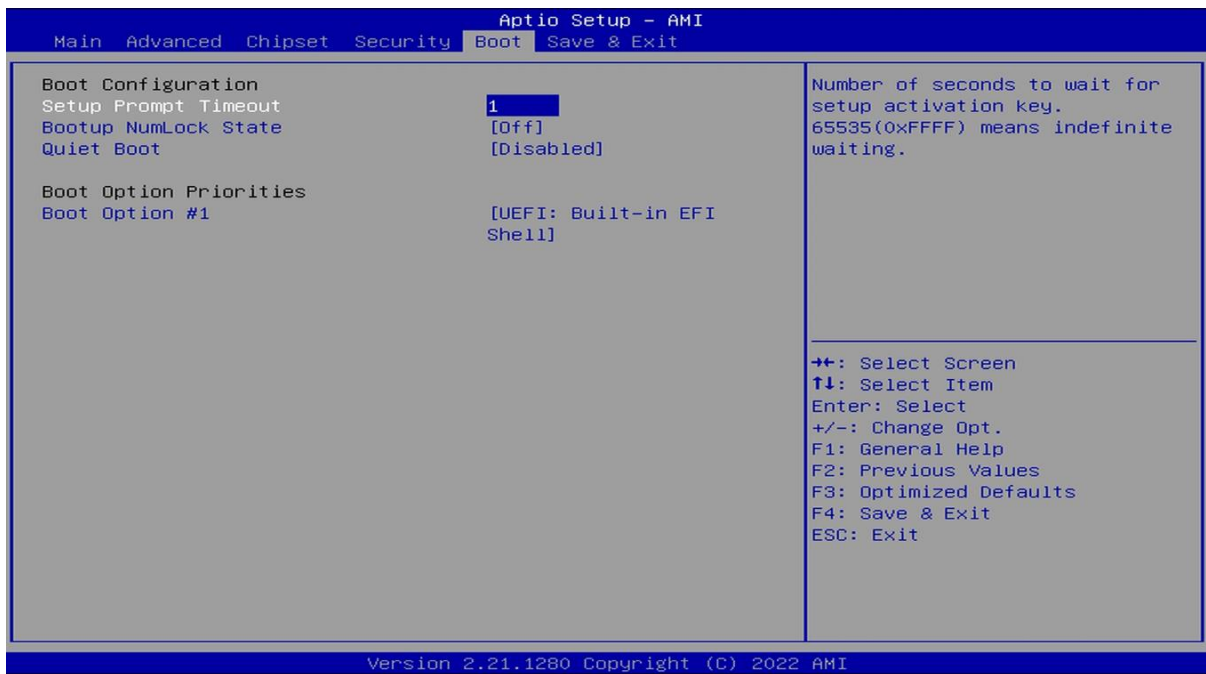 Aptio Setup – AMI
Main Advanced Chipset Security Boot Save & Exit
Boot Configuration
Setup Prompt Timeout 1
Bootup NumLock State [Off]
Quiet Boot [Disabled]
Boot Option Priorities
Boot Option #1 [UEFI: Built-in EFI
Shell]
Number of seconds to wait for
setup activation key.
65535(0xFFFF) means indefinite
waiting.
→←: Select Screen
↑↓: Select Item
Enter: Select
+/-: Change Opt.
F1: General Help
F2: Previous Values
F3: Optimized Defaults
F4: Save & Exit
ESC: Exit
Version 2.21.1280 Copyright (C) 2022 AMI